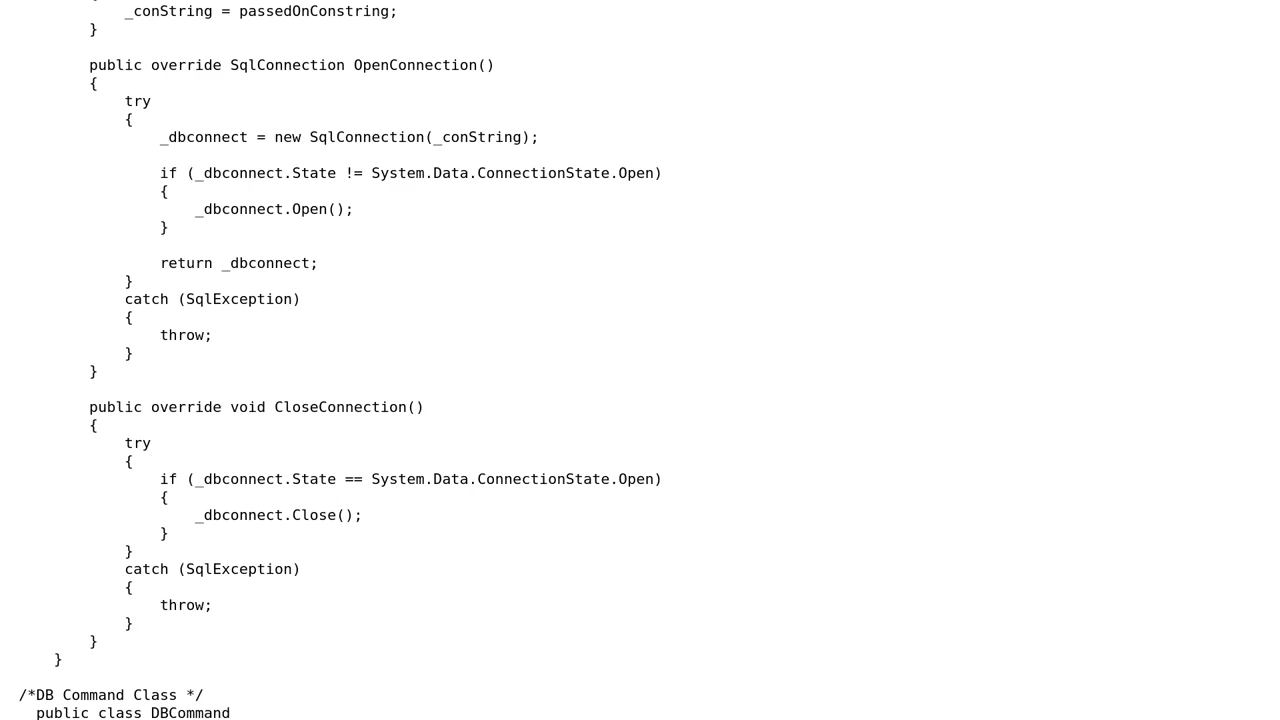 _conString = passedOnConstring;
}
public override SqlConnection OpenConnection()
{
try
{
_dbconnect = new SqlConnection(_conString);
if (_dbconnect.State != System.Data.ConnectionState.Open)
{
_dbconnect.Open();
}
return _dbconnect;
}
catch (SqlException)
{
throw;
}
}
public override void CloseConnection()
{
try
{
if (_dbconnect.State == System.Data.ConnectionState.Open)
{
_dbconnect.Close();
}
}
catch (SqlException)
{
throw;
}
}
}
/*DB Command Class */
public class DBCommand